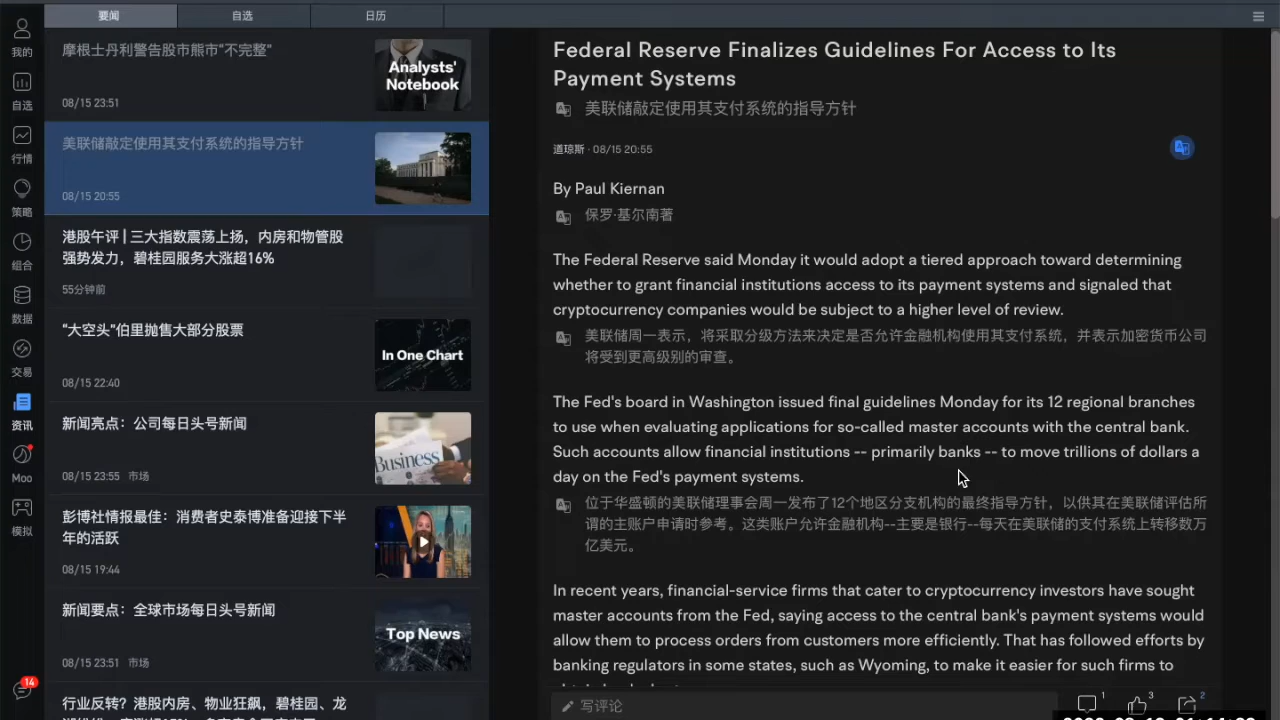 要闻
自选
日历
我的
自选
行情
策略
组合
数据
交易
资讯
Moo
模拟
14
摩根士丹利警告股市熊市"不完整"
08/15 23:51
Analysts'
Notebook
美联储敲定使用其支付系统的指导方针
08/15 20:55
港股午评 | 三大指数震荡上扬，内房和物管股
强势发力，碧桂园服务大涨超16%
55分钟前
"大空头"伯里抛售大部分股票
08/15 22:40
In One Chart
新闻亮点：公司每日头号新闻
08/15 23:55 市场
Business
彭博社情报最佳：消费者史泰博准备迎接下半
年的活跃
08/15 19:44
新闻要点：全球市场每日头号新闻
08/15 23:51 市场
Top News
行业反转？港股内房、物业狂飙，碧桂园、龙
Federal Reserve Finalizes Guidelines For Access to Its
Payment Systems
美联储敲定使用其支付系统的指导方针
道琼斯 · 08/15 20:55
By Paul Kiernan
保罗·基尔南著
The Federal Reserve said Monday it would adopt a tiered approach toward determining
whether to grant financial institutions access to its payment systems and signaled that
cryptocurrency companies would be subject to a higher level of review.
美联储周一表示，将采取分级方法来决定是否允许金融机构使用其支付系统，并表示加密货币公司
将受到更高级别的审查。
The Fed's board in Washington issued final guidelines Monday for its 12 regional branches
to use when evaluating applications for so-called master accounts with the central bank.
Such accounts allow financial institutions -- primarily banks -- to move trillions of dollars a
day on the Fed's payment systems.
位于华盛顿的美联储理事会周一发布了12个地区分支机构的最终指导方针，以供其在美联储评估所
谓的主账户申请时参考。这类账户允许金融机构--主要是银行--每天在美联储的支付系统上转移数万
亿美元。
In recent years, financial-service firms that cater to cryptocurrency investors have sought
master accounts from the Fed, saying access to the central bank's payment systems would
allow them to process orders from customers more efficiently. That has followed efforts by
banking regulators in some states, such as Wyoming, to make it easier for such firms to
写评论
1
3
2